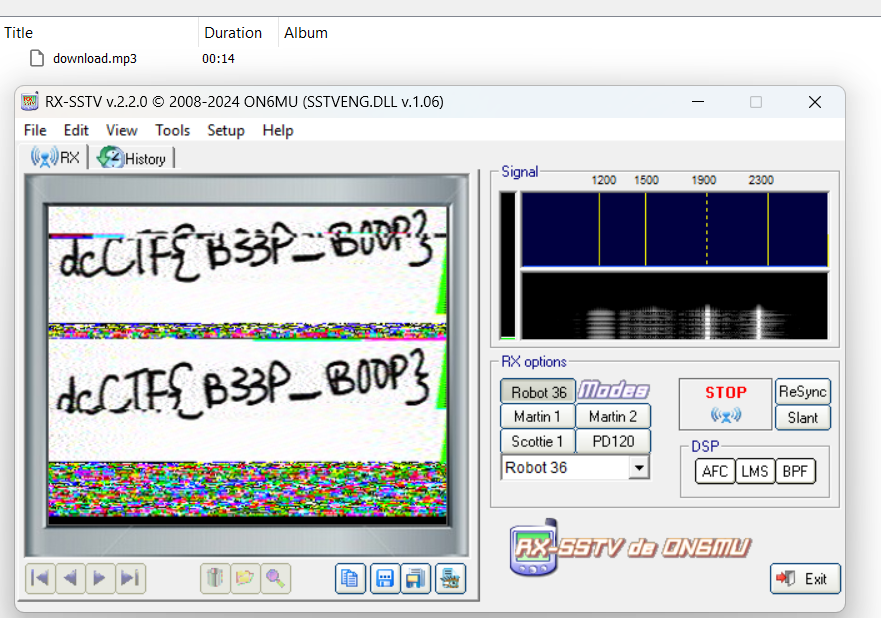 Title Duration Album
download.mp3 00:14
RX-SSTV v.2.2.0 © 2008-2024 ON6MU (SSTVENG.DLL v.1.06)
File Edit View Tools Setup Help
RX History
dcCTF{B33P_B00P}
dcCTF{B33P_B00P}
Signal
1200 1500 1900 2300
RX options
Robot 36 Modes
Martin 1 Martin 2
Scottie 1 PD120
Robot 36
STOP
ReSync
Slant
DSP
AFC LMS BPF
RX-SSTV de ON6MU
Exit